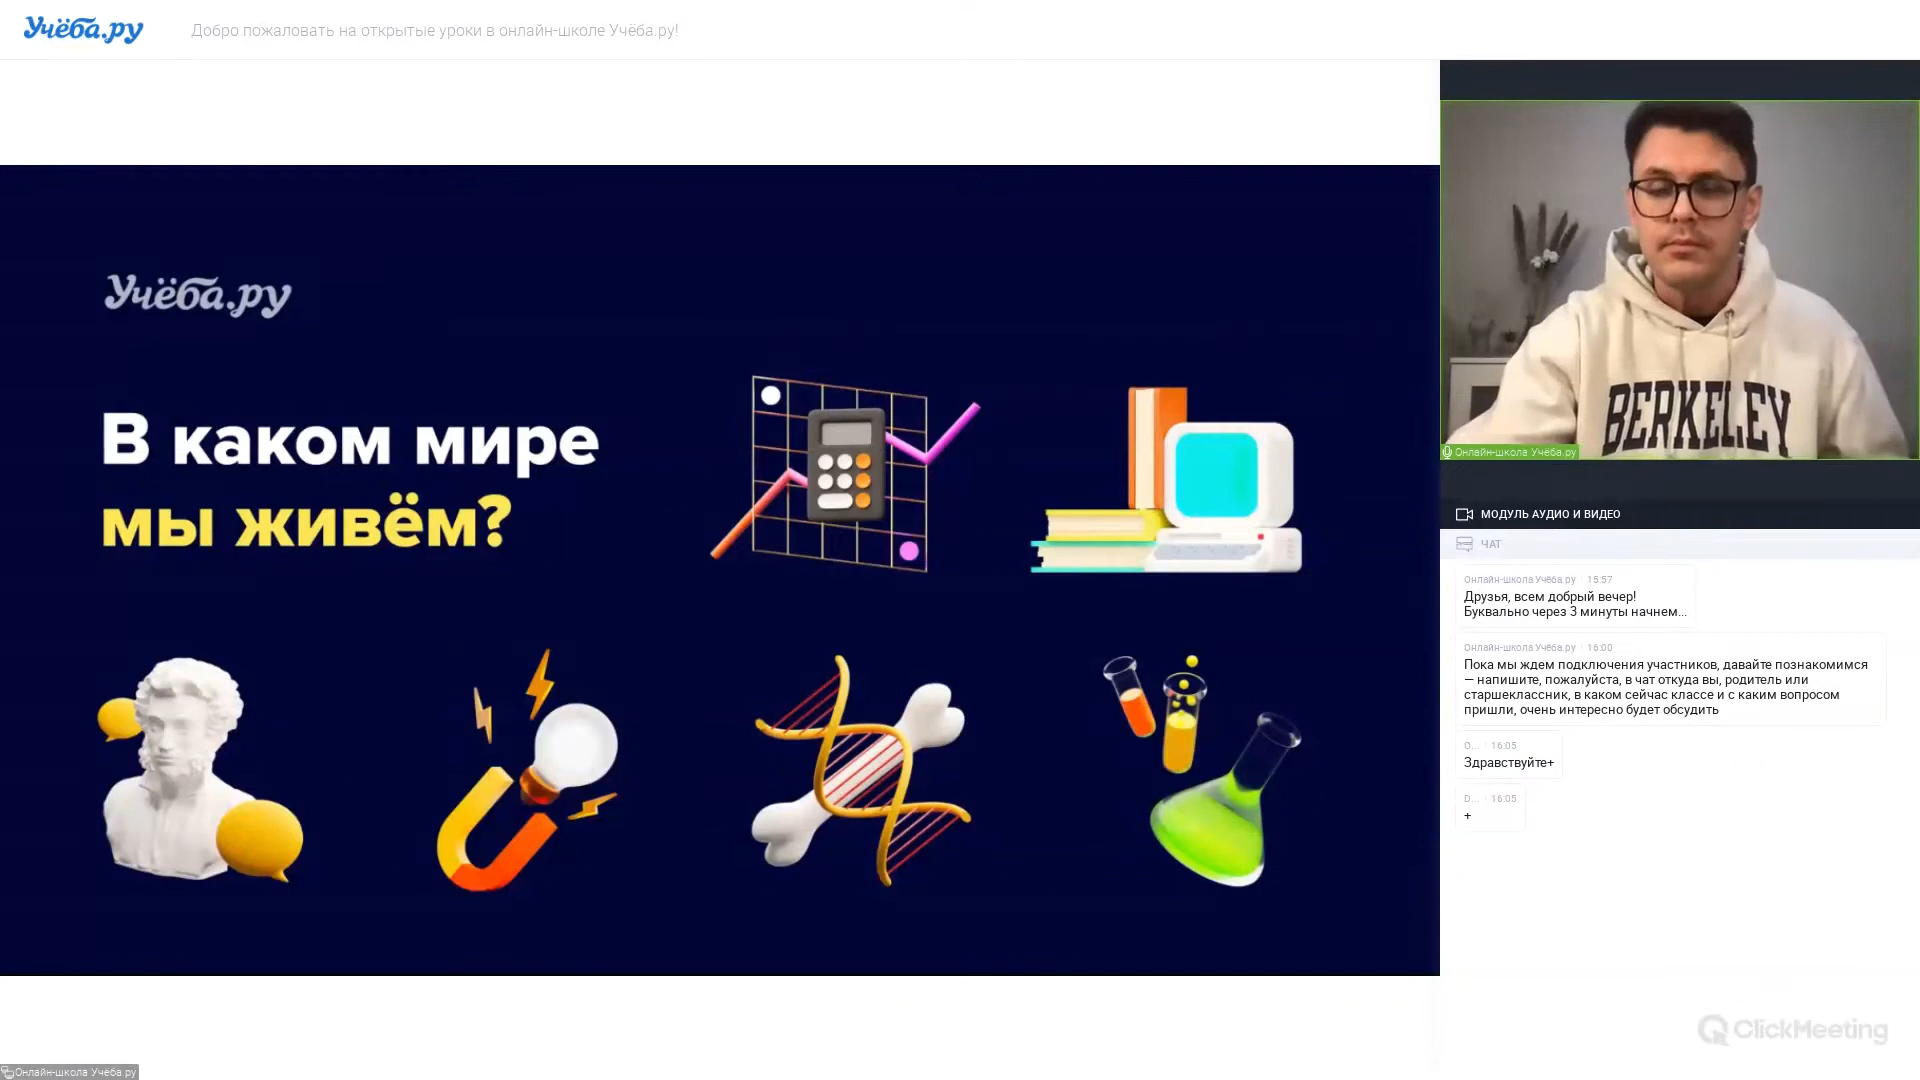 Учёба.ру
Добро пожаловать на открытые уроки в онлайн-школе Учёба.ру!
Учёба.ру
В каком мире
мы живём?
BERKELEY
Онлайн-школа Учёба.ру
МОДУЛЬ АУДИО И ВИДЕО
ЧАТ
Онлайн-школа Учёба.ру · 15:57
Друзья, всем добрый вечер!
Буквально через 3 минуты начнем...
Онлайн-школа Учёба.ру · 16:00
Пока мы ждем подключения участников, давайте познакомимся
— напишите, пожалуйста, в чат откуда вы, родитель или
старшеклассник, в каком сейчас классе и с каким вопросом
пришли, очень интересно будет обсудить
О... · 16:05
Здравствуйте+
D... · 16:05
+
ClickMeeting
Онлайн-школа Учёба.ру